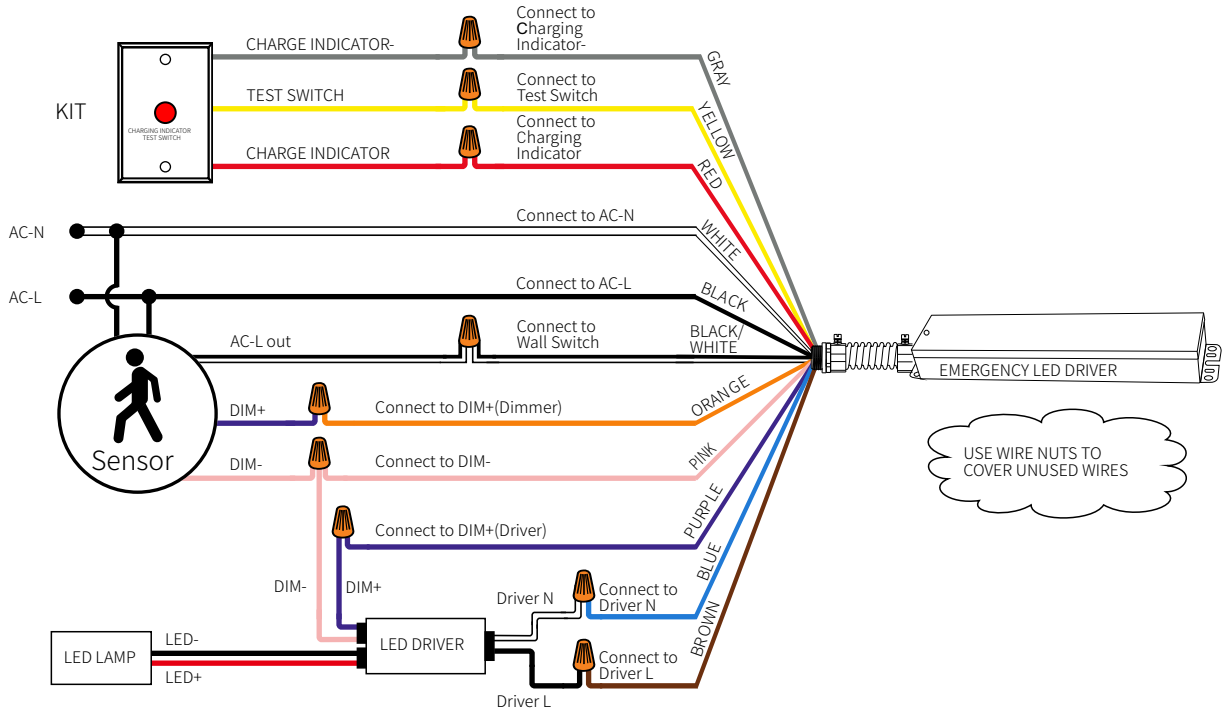 KIT
CHARGING INDICATOR
TEST SWITCH
CHARGE INDICATOR-
Connect to
Charging
Indicator-
GRAY
TEST SWITCH
Connect to
Test Switch
YELLOW
CHARGE INDICATOR
Connect to
Charging
Indicator
RED
AC-N
Connect to AC-N
WHITE
AC-L
Connect to AC-L
BLACK
AC-L out
Connect to
Wall Switch
BLACK/
WHITE
EMERGENCY LED DRIVER
Sensor
DIM+
Connect to DIM+(Dimmer)
ORANGE
DIM-
Connect to DIM-
PINK
USE WIRE NUTS TO
COVER UNUSED WIRES
Connect to DIM+(Driver)
PURPLE
DIM-
DIM+
BLUE
Driver N
Connect to
Driver N
BROWN
LED LAMP
LED-
LED+
LED DRIVER
Connect to
Driver L
Driver L